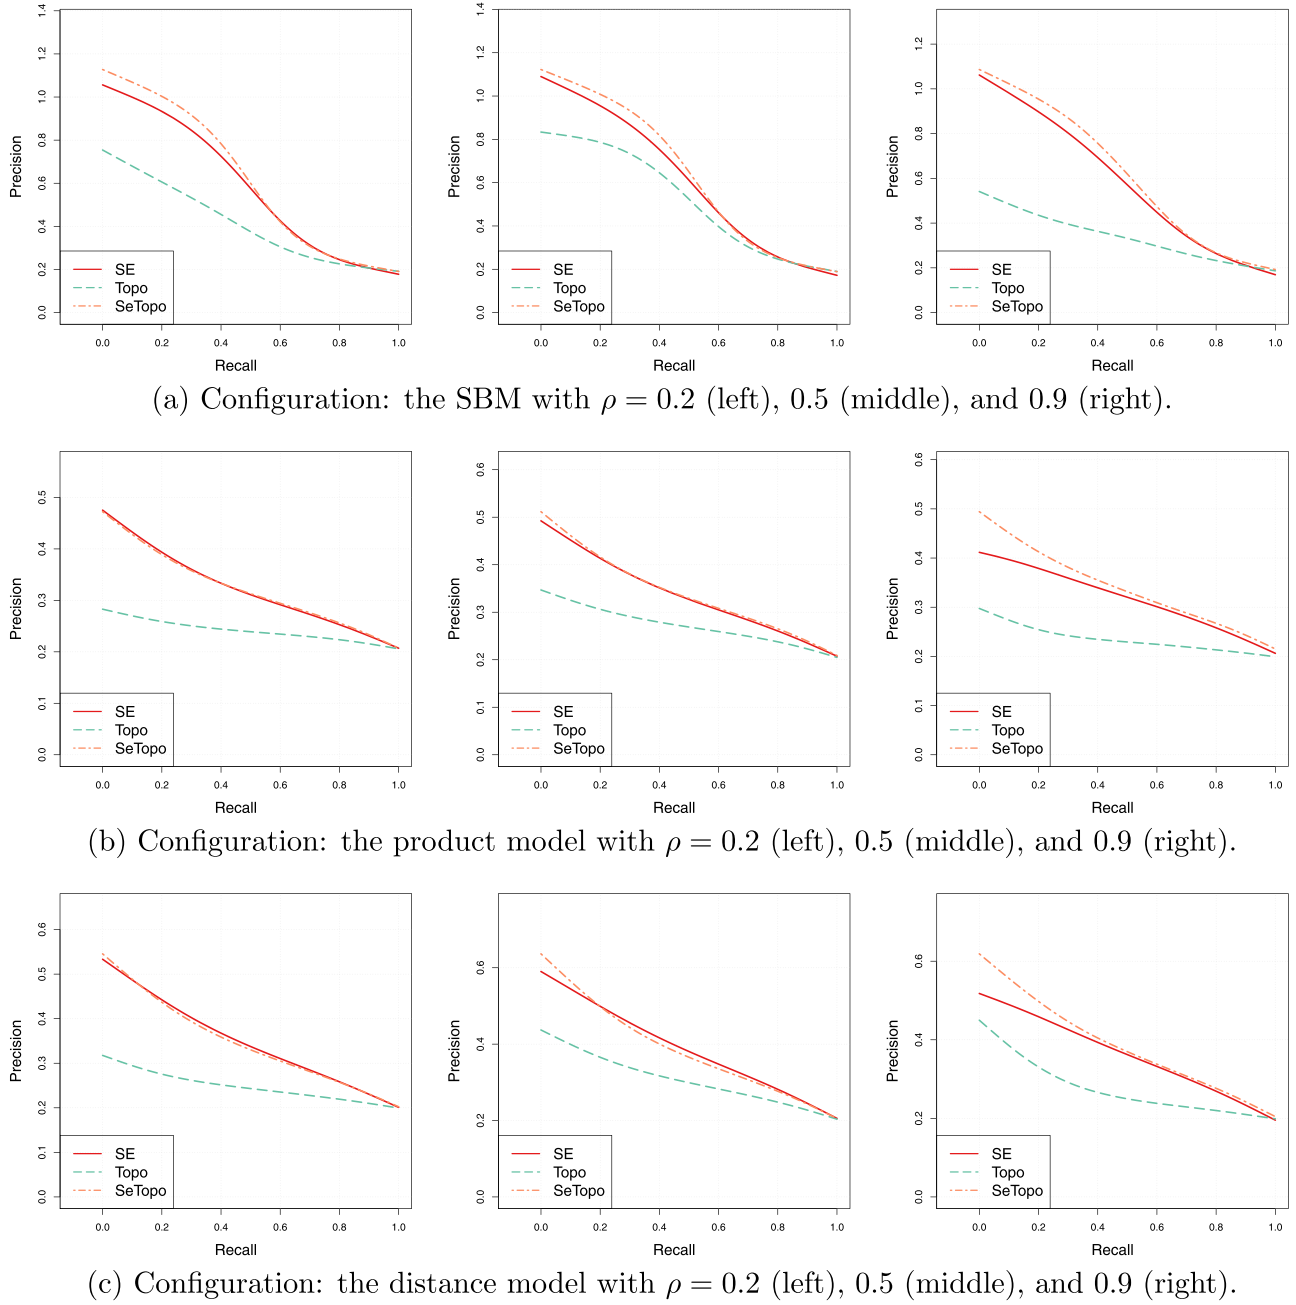 1.4
1.2
1.0
0.8
0.6
0.4
0.2
0.0
Precision
SE
Topo
SeTopo
0.0 0.2 0.4 0.6 0.8 1.0
Recall
1.4
1.2
1.0
0.8
0.6
0.4
0.2
0.0
Precision
SE
Topo
SeTopo
0.0 0.2 0.4 0.6 0.8 1.0
Recall
1.2
1.0
0.8
0.6
0.4
0.2
0.0
Precision
SE
Topo
SeTopo
0.0 0.2 0.4 0.6 0.8 1.0
Recall
(a) Configuration: the SBM with ρ = 0.2 (left), 0.5 (middle), and 0.9 (right).
0.5
0.4
0.3
0.2
0.1
0.0
Precision
SE
Topo
SeTopo
0.0 0.2 0.4 0.6 0.8 1.0
Recall
0.6
0.5
0.4
0.3
0.2
0.1
0.0
Precision
SE
Topo
SeTopo
0.0 0.2 0.4 0.6 0.8 1.0
Recall
0.6
0.5
0.4
0.3
0.2
0.1
0.0
Precision
SE
Topo
SeTopo
0.0 0.2 0.4 0.6 0.8 1.0
Recall
(b) Configuration: the product model with ρ = 0.2 (left), 0.5 (middle), and 0.9 (right).
0.6
0.5
0.4
0.3
0.2
0.1
0.0
Precision
SE
Topo
SeTopo
0.0 0.2 0.4 0.6 0.8 1.0
Recall
0.6
0.4
0.2
0.0
Precision
SE
Topo
SeTopo
0.0 0.2 0.4 0.6 0.8 1.0
Recall
0.6
0.4
0.2
0.0
Precision
SE
Topo
SeTopo
0.0 0.2 0.4 0.6 0.8 1.0
Recall
(c) Configuration: the distance model with ρ = 0.2 (left), 0.5 (middle), and 0.9 (right).